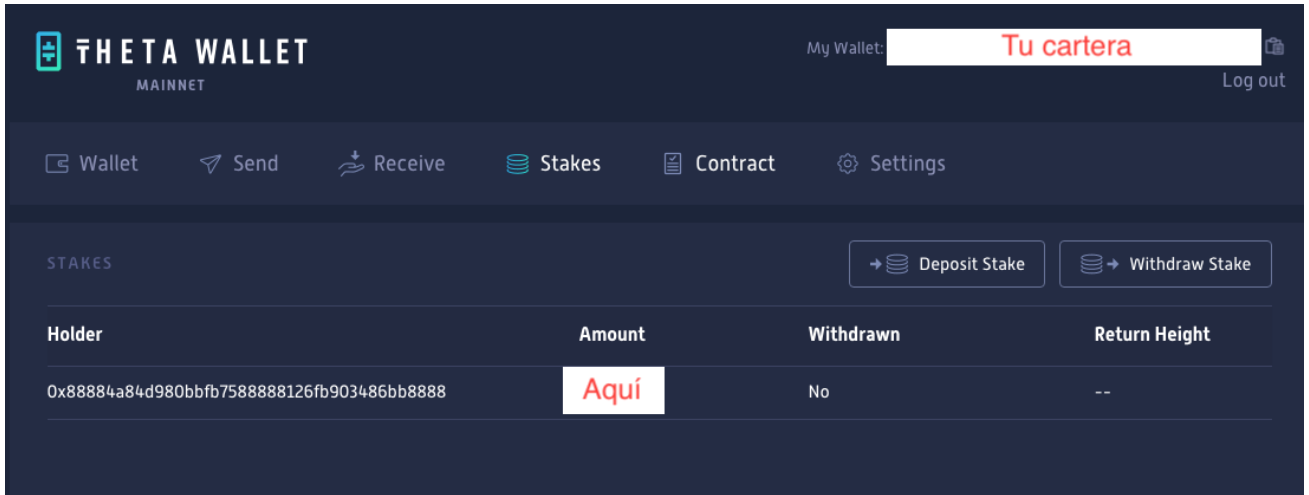 THETA WALLET
MAINNET
My Wallet: Tu cartera
Log out
Wallet Send Receive Stakes Contract Settings
STAKES Deposit Stake Withdraw Stake
Holder Amount Withdrawn Return Height
0x88884a84d980bbfb7588888126fb903486bb8888 Aquí No --